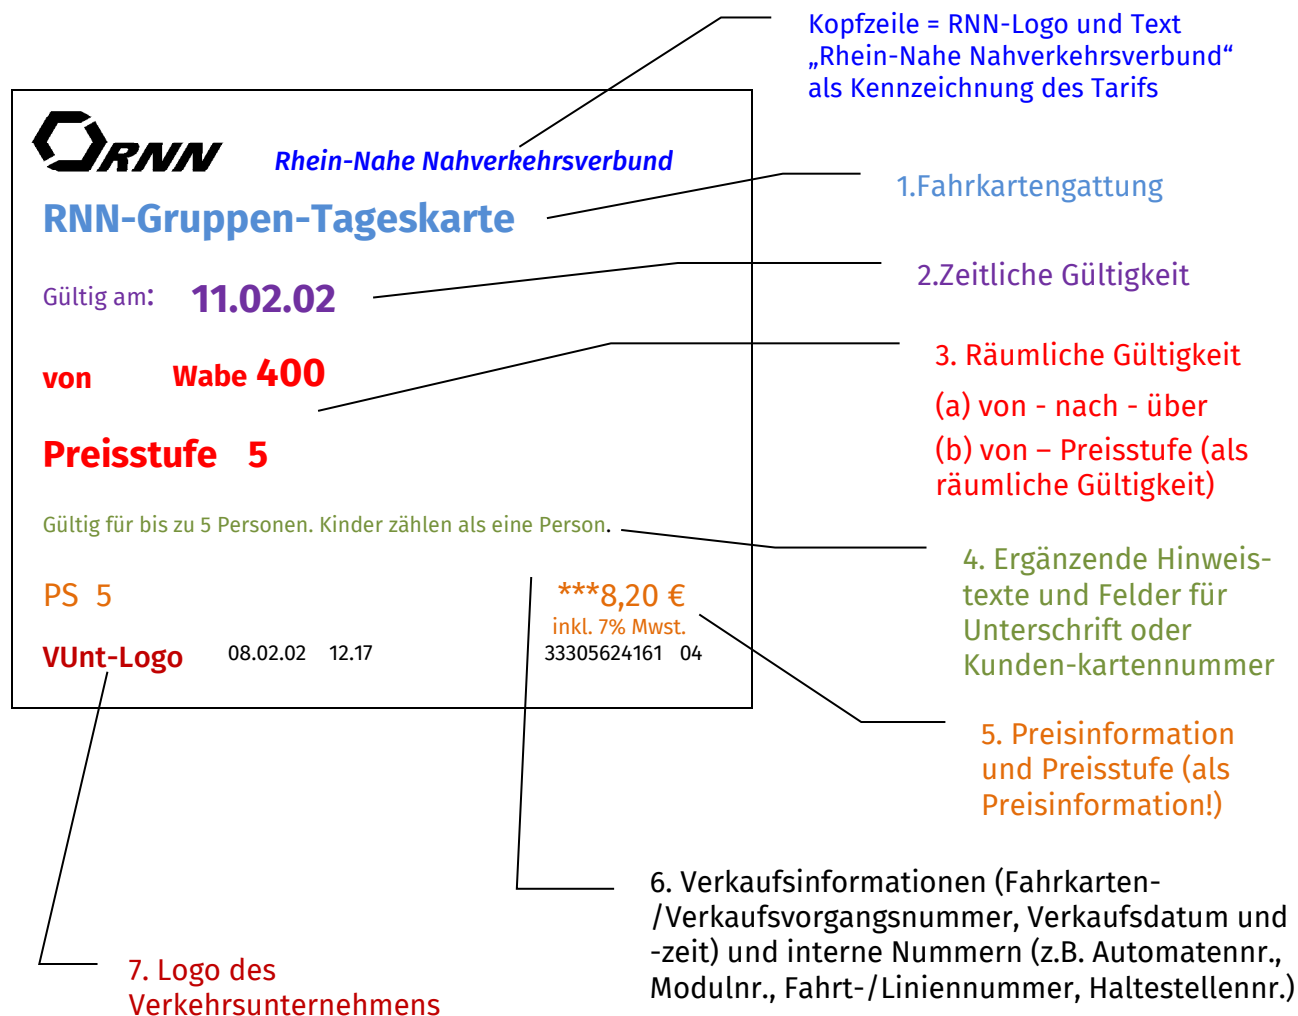 Kopfzeile = RNN-Logo und Text
„Rhein-Nahe Nahverkehrsverbund“
als Kennzeichnung des Tarifs
RNN
Rhein-Nahe Nahverkehrsverbund
1.Fahrkartengattung
RNN-Gruppen-Tageskarte
2.Zeitliche Gültigkeit
Gültig am: 11.02.02
3. Räumliche Gültigkeit
(a) von - nach - über
(b) von – Preisstufe (als
räumliche Gültigkeit)
von Wabe 400
Preisstufe 5
Gültig für bis zu 5 Personen. Kinder zählen als eine Person.
4. Ergänzende Hinweis-
texte und Felder für
Unterschrift oder
Kunden-kartennummer
PS 5 ***8,20 €
inkl. 7% Mwst.
VUnt-Logo 08.02.02 12.17 33305624161 04
5. Preisinformation
und Preisstufe (als
Preisinformation!)
6. Verkaufsinformationen (Fahrkarten-
/Verkaufsvorgangsnummer, Verkaufsdatum und
-zeit) und interne Nummern (z.B. Automatennr.,
Modulnr., Fahrt-/Liniennummer, Haltestellennr.)
7. Logo des
Verkehrsunternehmens